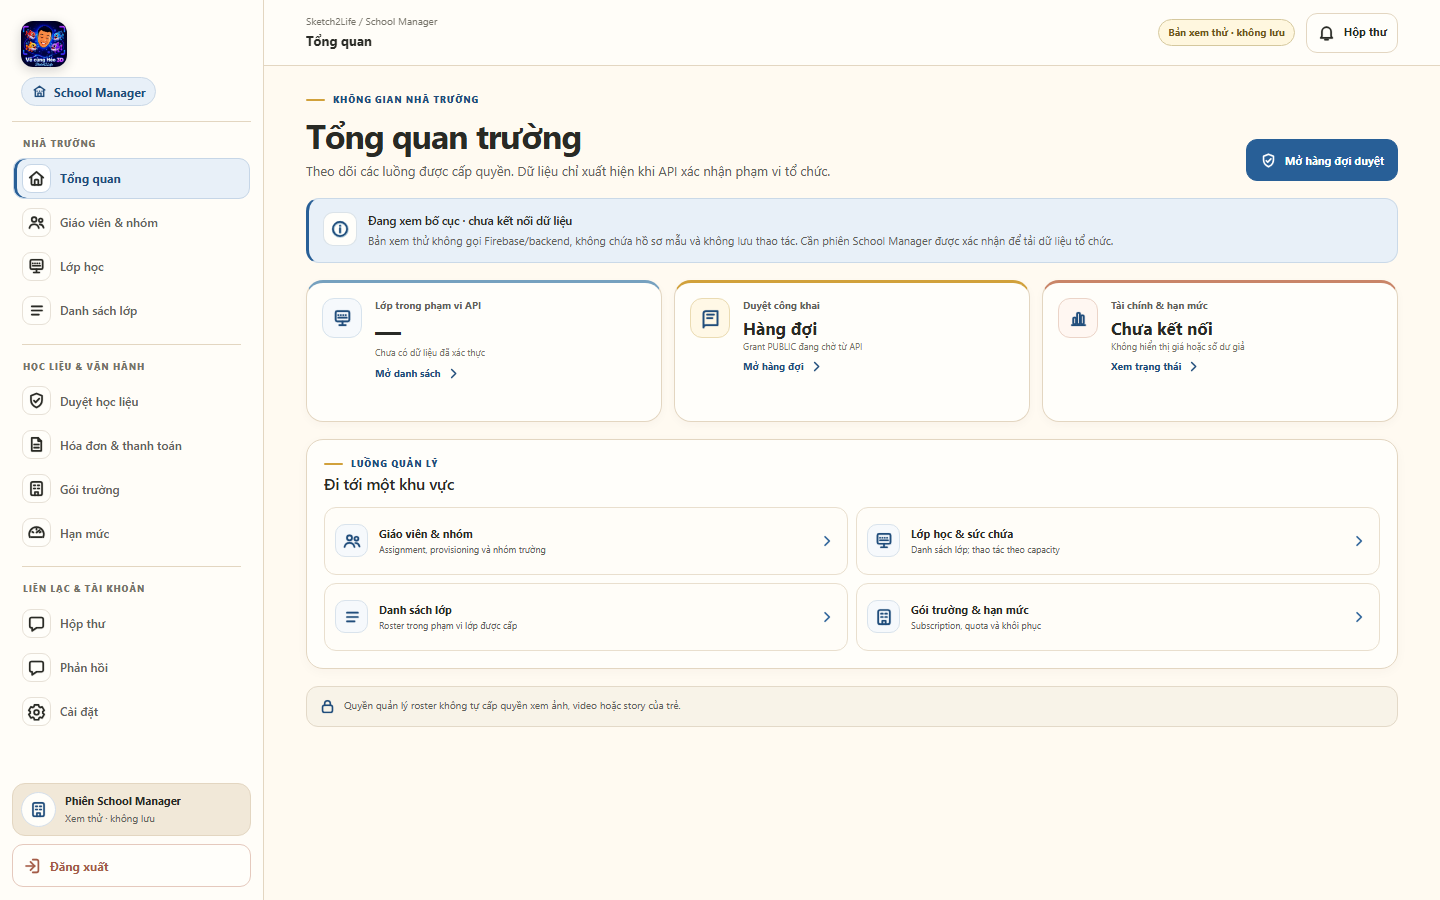 Vẽ cùng Héo 3D
School Manager
NHÀ TRƯỜNG
Tổng quan
Giáo viên & nhóm
Lớp học
Danh sách lớp
HỌC LIỆU & VẬN HÀNH
Duyệt học liệu
Hóa đơn & thanh toán
Gói trường
Hạn mức
LIÊN LẠC & TÀI KHOẢN
Hộp thư
Phản hồi
Cài đặt
Phiên School Manager
Xem thử · không lưu
Đăng xuất
Sketch2Life / School Manager
Tổng quan
Bản xem thử · không lưu
Hộp thư
KHÔNG GIAN NHÀ TRƯỜNG
Tổng quan trường
Theo dõi các luồng được cấp quyền. Dữ liệu chỉ xuất hiện khi API xác nhận phạm vi tổ chức.
Mở hàng đợi duyệt
Đang xem bố cục · chưa kết nối dữ liệu
Bản xem thử không gọi Firebase/backend, không chứa hồ sơ mẫu và không lưu thao tác. Cần phiên School Manager được xác nhận để tải dữ liệu tổ chức.
Lớp trong phạm vi API
—
Chưa có dữ liệu đã xác thực
Mở danh sách
Duyệt công khai
Hàng đợi
Grant PUBLIC đang chờ từ API
Mở hàng đợi
Tài chính & hạn mức
Chưa kết nối
Không hiển thị giá hoặc số dư giả
Xem trạng thái
LUỒNG QUẢN LÝ
Đi tới một khu vực
Giáo viên & nhóm
Assignment, provisioning và nhóm trường
Lớp học & sức chứa
Danh sách lớp; thao tác theo capacity
Danh sách lớp
Roster trong phạm vi lớp được cấp
Gói trường & hạn mức
Subscription, quota và khôi phục
Quyền quản lý roster không tự cấp quyền xem ảnh, video hoặc story của trẻ.